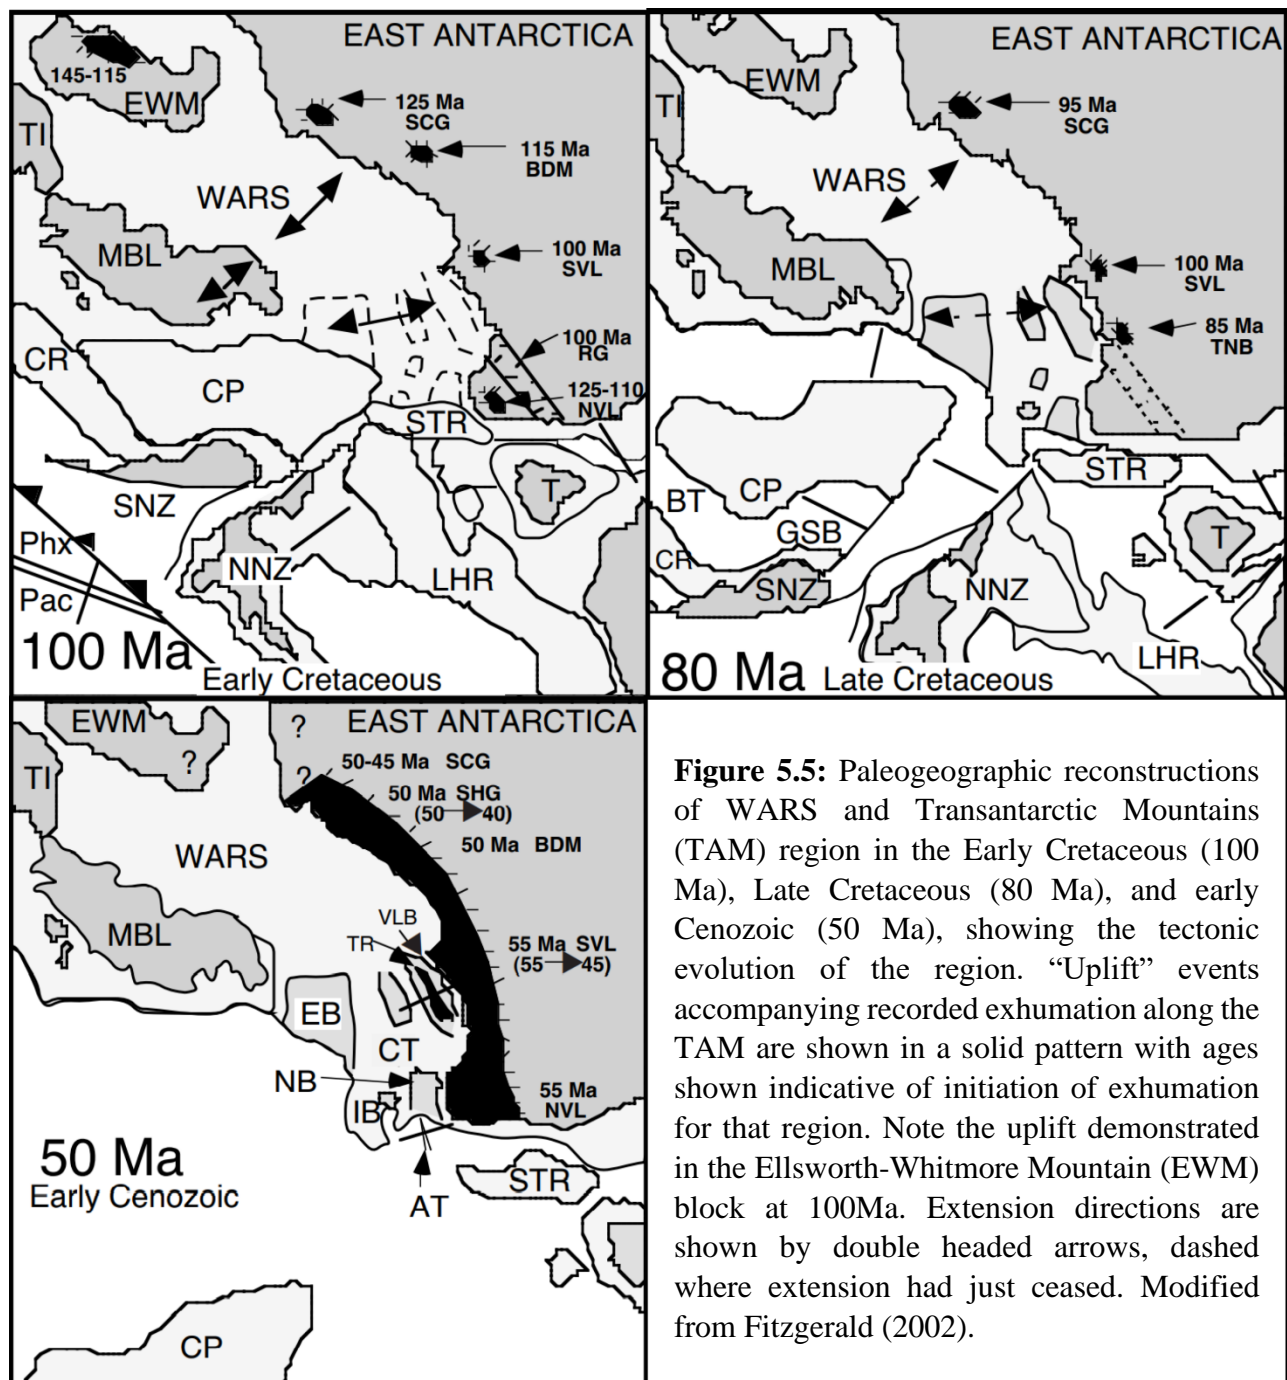 EAST ANTARCTICA
145-115
EWM
TI
125 Ma
SCG
115 Ma
BDM
WARS
MBL
100 Ma
SVL
100 Ma
RG
125-110
NVL
CR
CP
STR
SNZ
T
Phx
NNZ
LHR
Pac
100 Ma
Early Cretaceous
EAST ANTARCTICA
EWM
TI
95 Ma
SCG
WARS
MBL
100 Ma
SVL
85 Ma
TNB
STR
BT
CP
GSB
T
CR
SNZ
NNZ
LHR
80 Ma
Late Cretaceous
EWM
?
EAST ANTARCTICA
TI
?
?
50-45 Ma SCG
50 Ma SHG
(50 40)
50 Ma BDM
WARS
VLB
TR
MBL
55 Ma SVL
(55 45)
EB
CT
NB
IB
55 Ma
NVL
50 Ma
Early Cenozoic
STR
AT
CP
Figure 5.5: Paleogeographic reconstructions
of WARS and Transantarctic Mountains
(TAM) region in the Early Cretaceous (100
Ma), Late Cretaceous (80 Ma), and early
Cenozoic (50 Ma), showing the tectonic
evolution of the region. “Uplift” events
accompanying recorded exhumation along the
TAM are shown in a solid pattern with ages
shown indicative of initiation of exhumation
for that region. Note the uplift demonstrated
in the Ellsworth-Whitmore Mountain (EWM)
block at 100Ma. Extension directions are
shown by double headed arrows, dashed
where extension had just ceased. Modified
from Fitzgerald (2002).